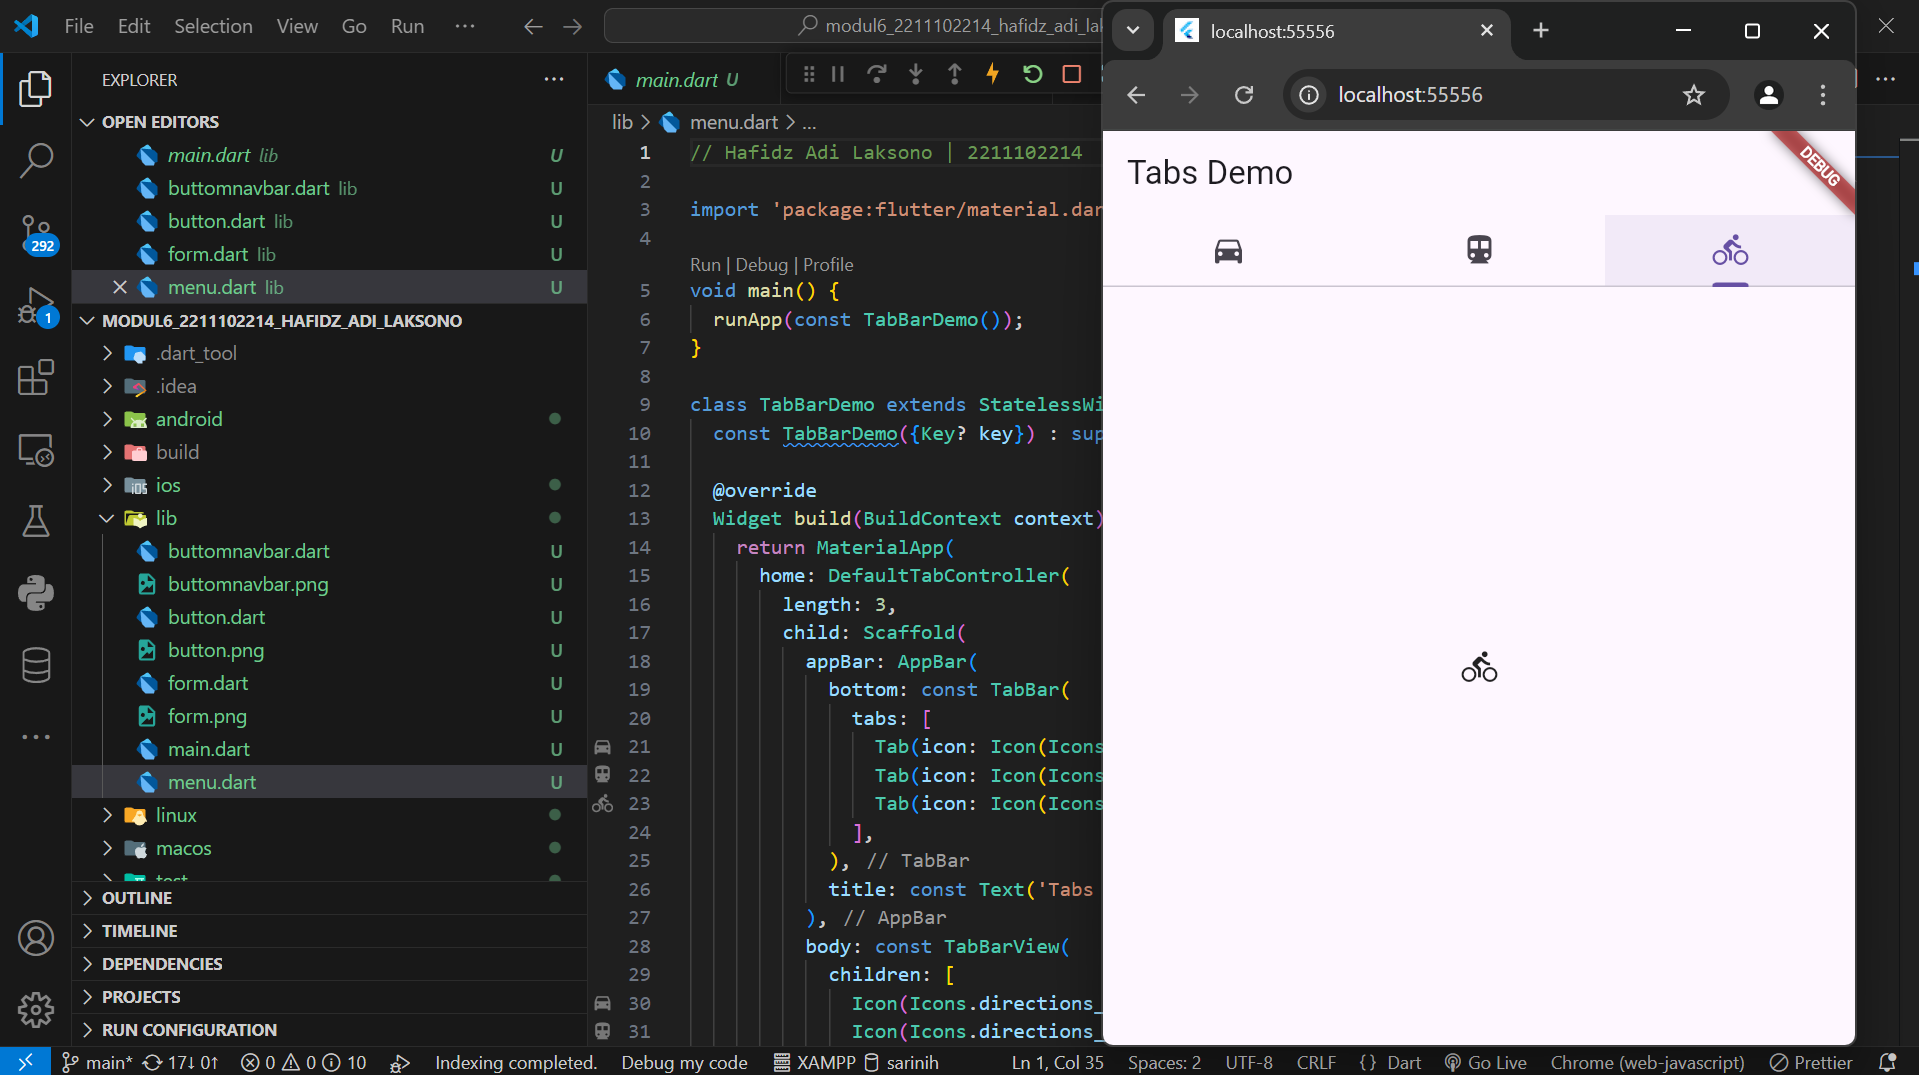 File Edit Selection View Go Run ···
modul6_2211102214_hafidz_adi_lak
EXPLORER
OPEN EDITORS
main.dart lib U
buttomnavbar.dart lib U
button.dart lib U
form.dart lib U
menu.dart lib U
MODUL6_2211102214_HAFIDZ_ADI_LAKSONO
.dart_tool
.idea
android
build
ios
lib
buttomnavbar.dart U
buttomnavbar.png U
button.dart U
button.png U
form.dart U
form.png U
main.dart U
menu.dart U
linux
macos
test
OUTLINE
TIMELINE
DEPENDENCIES
PROJECTS
RUN CONFIGURATION
292
1
main.dart U
lib > menu.dart > ...
1 // Hafidz Adi Laksono | 2211102214
2
3 import 'package:flutter/material.dar
4
Run | Debug | Profile
5 void main() {
6 runApp(const TabBarDemo());
7 }
8
9 class TabBarDemo extends StatelessWi
10 const TabBarDemo({Key? key}) : sup
11
12 @override
13 Widget build(BuildContext context)
14 return MaterialApp(
15 home: DefaultTabController(
16 length: 3,
17 child: Scaffold(
18 appBar: AppBar(
19 bottom: const TabBar(
20 tabs: [
21 Tab(icon: Icon(Icons
22 Tab(icon: Icon(Icons
23 Tab(icon: Icon(Icons
24 ],
25 ), // TabBar
26 title: const Text('Tabs
27 ), // AppBar
28 body: const TabBarView(
29 children: [
30 Icon(Icons.directions_
31 Icon(Icons.directions_
localhost:55556
localhost:55556
Tabs Demo
DEBUG
main* 17↓ 0↑ 0 0 10 Indexing completed. Debug my code XAMPP sarinih Ln 1, Col 35 Spaces: 2 UTF-8 CRLF {} Dart Go Live Chrome (web-javascript) Prettier